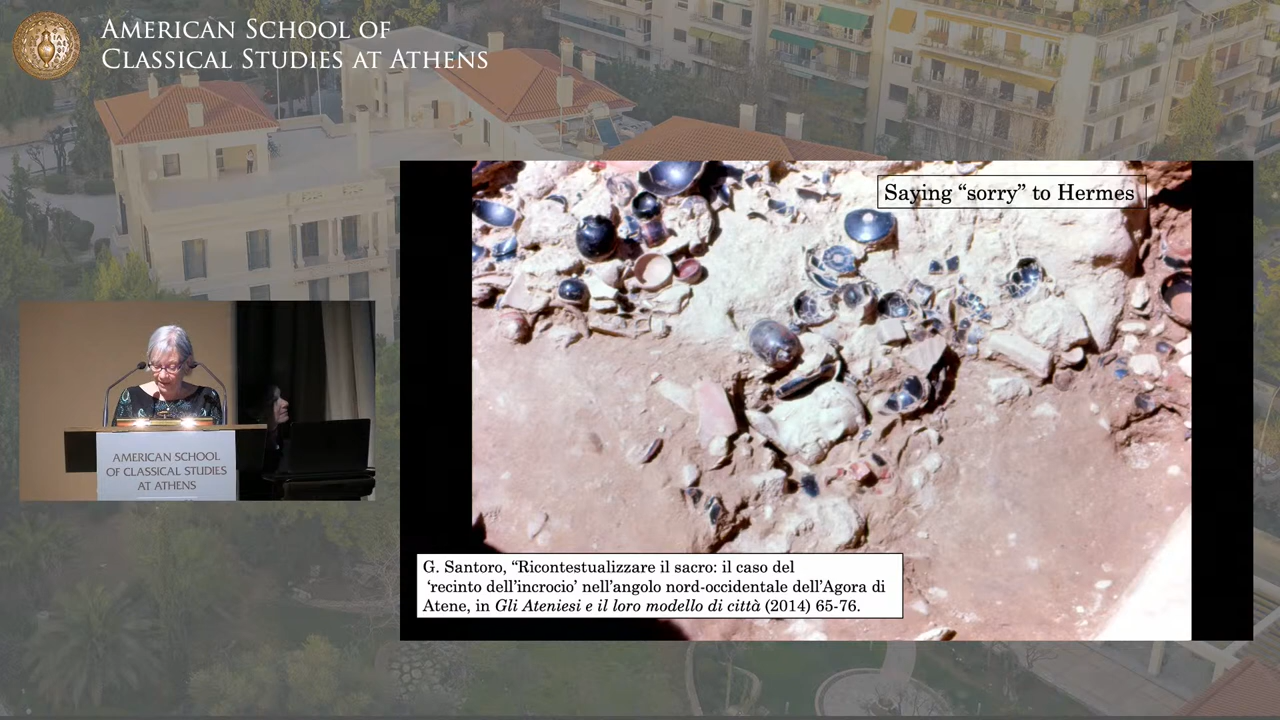 AMERICAN SCHOOL OF
CLASSICAL STUDIES AT ATHENS
Saying “sorry” to Hermes
AMERICAN SCHOOL
OF CLASSICAL STUDIES
AT ATHENS
G. Santoro, “Ricontestualizzare il sacro: il caso del
‘recinto dell’incrocio’ nell’angolo nord-occidentale dell’Agora di
Atene, in Gli Ateniesi e il loro modello di città (2014) 65-76.